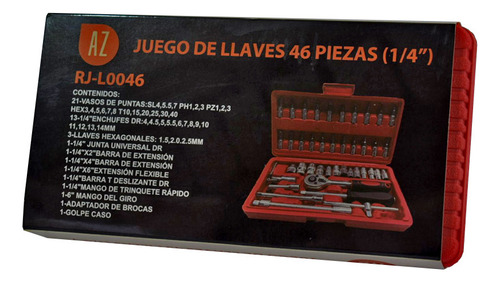 AZ
JUEGO DE LLAVES 46 PIEZAS (1/4”)
RJ-L0046
CONTENIDOS:
21-VASOS DE PUNTAS:SL4,5.5,7 PH1,2,3 PZ1,2,3
HEX3,4,5,6,7,8 T10,15,20,25,30,40
13-1/4"ENCHUFES DR:4,4.5,5,5.5,6,7,8,9,10
11,12,13,14MM
3-LLAVES HEXAGONALES: 1.5,2.0.2.5MM
1-1/4" JUNTA UNIVERSAL DR
1-1/4"X2"BARRA DE EXTENSIÓN
1-1/4"X4"BARRA DE EXTENSIÓN
1-1/4"X6"EXTENSIÓN FLEXIBLE
1-1/4"BARRA T DESLIZANTE DR
1-1/4"MANGO DE TRINQUETE RÁPIDO
1-6" MANGO DEL GIRO
1-ADAPTADOR DE BROCAS
1-GOLPE CASO